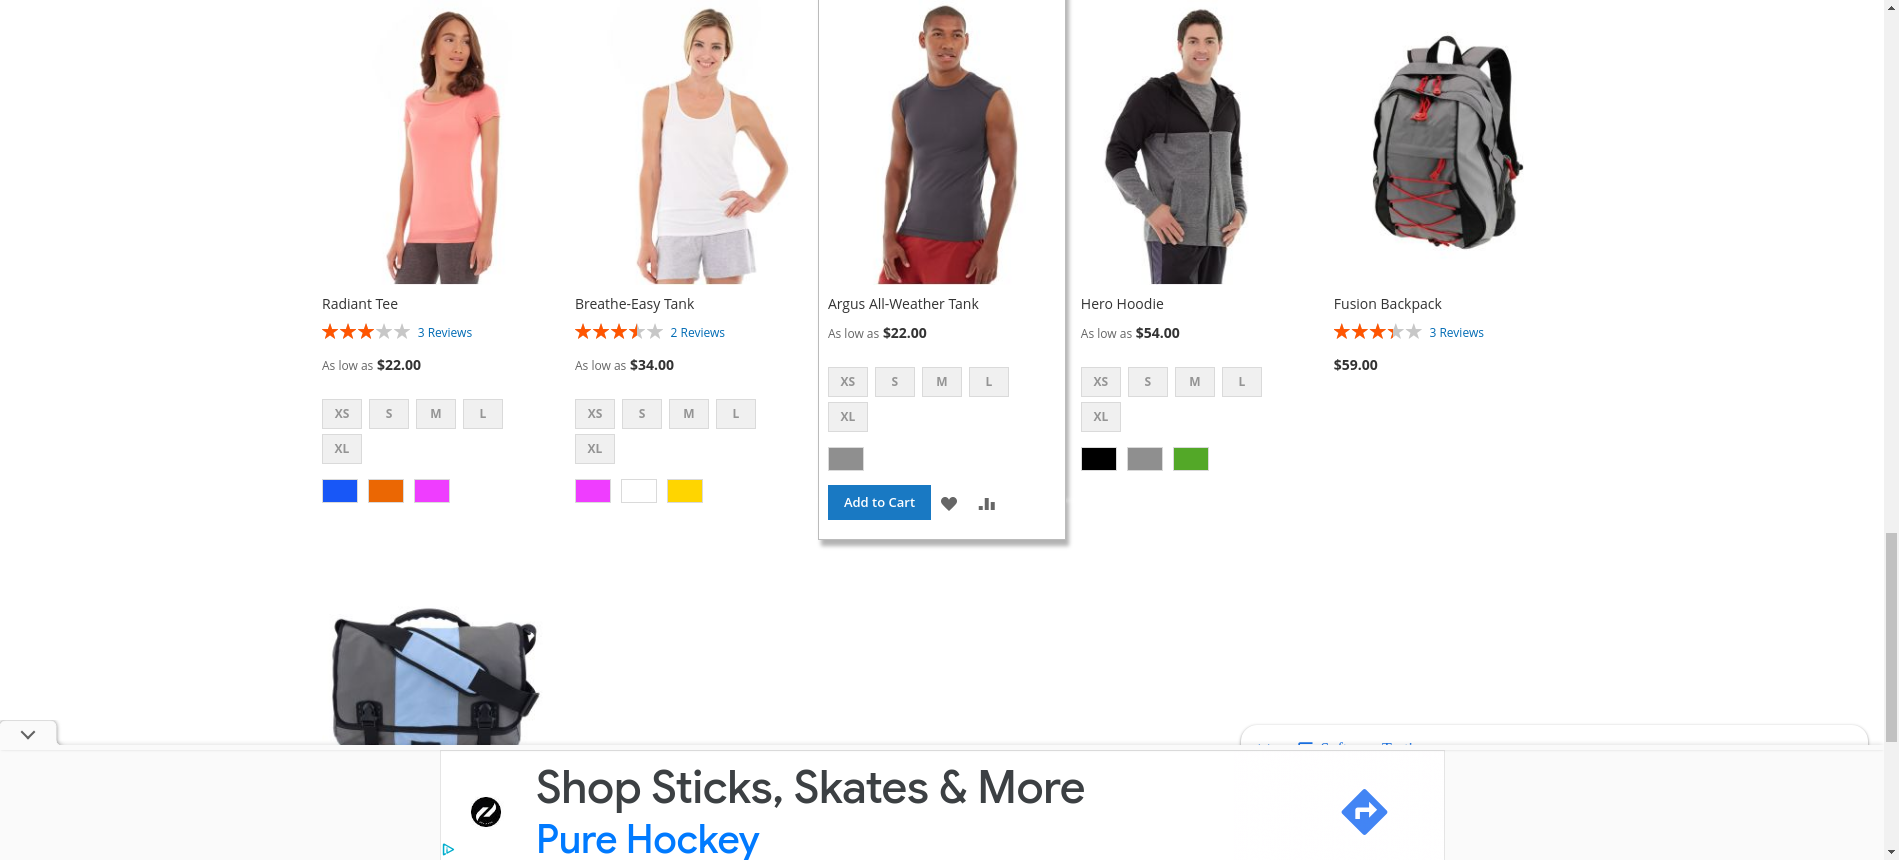 Radiant Tee
3 Reviews
As low as $22.00
XS S M L
XL
Breathe-Easy Tank
2 Reviews
As low as $34.00
XS S M L
XL
Argus All-Weather Tank
As low as $22.00
XS S M L
XL
Add to Cart
Hero Hoodie
As low as $54.00
XS S M L
XL
Fusion Backpack
3 Reviews
$59.00
Shop Sticks, Skates & More
Pure Hockey